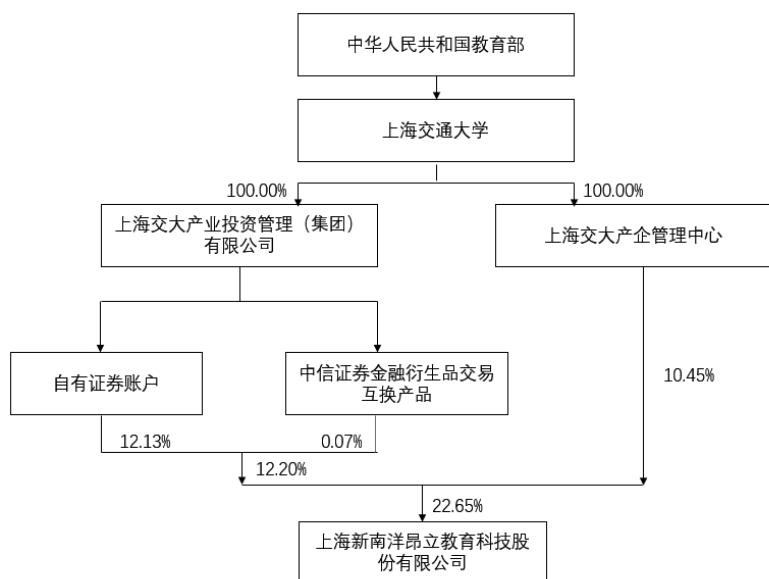 中华人民共和国教育部
上海交通大学
100.00%
100.00%
上海交大产业投资管理（集团）
有限公司
上海交大产企管理中心
自有证券账户
中信证券金融衍生品交易
互换产品
10.45%
12.13%
0.07%
12.20%
22.65%
上海新南洋昂立教育科技股
份有限公司